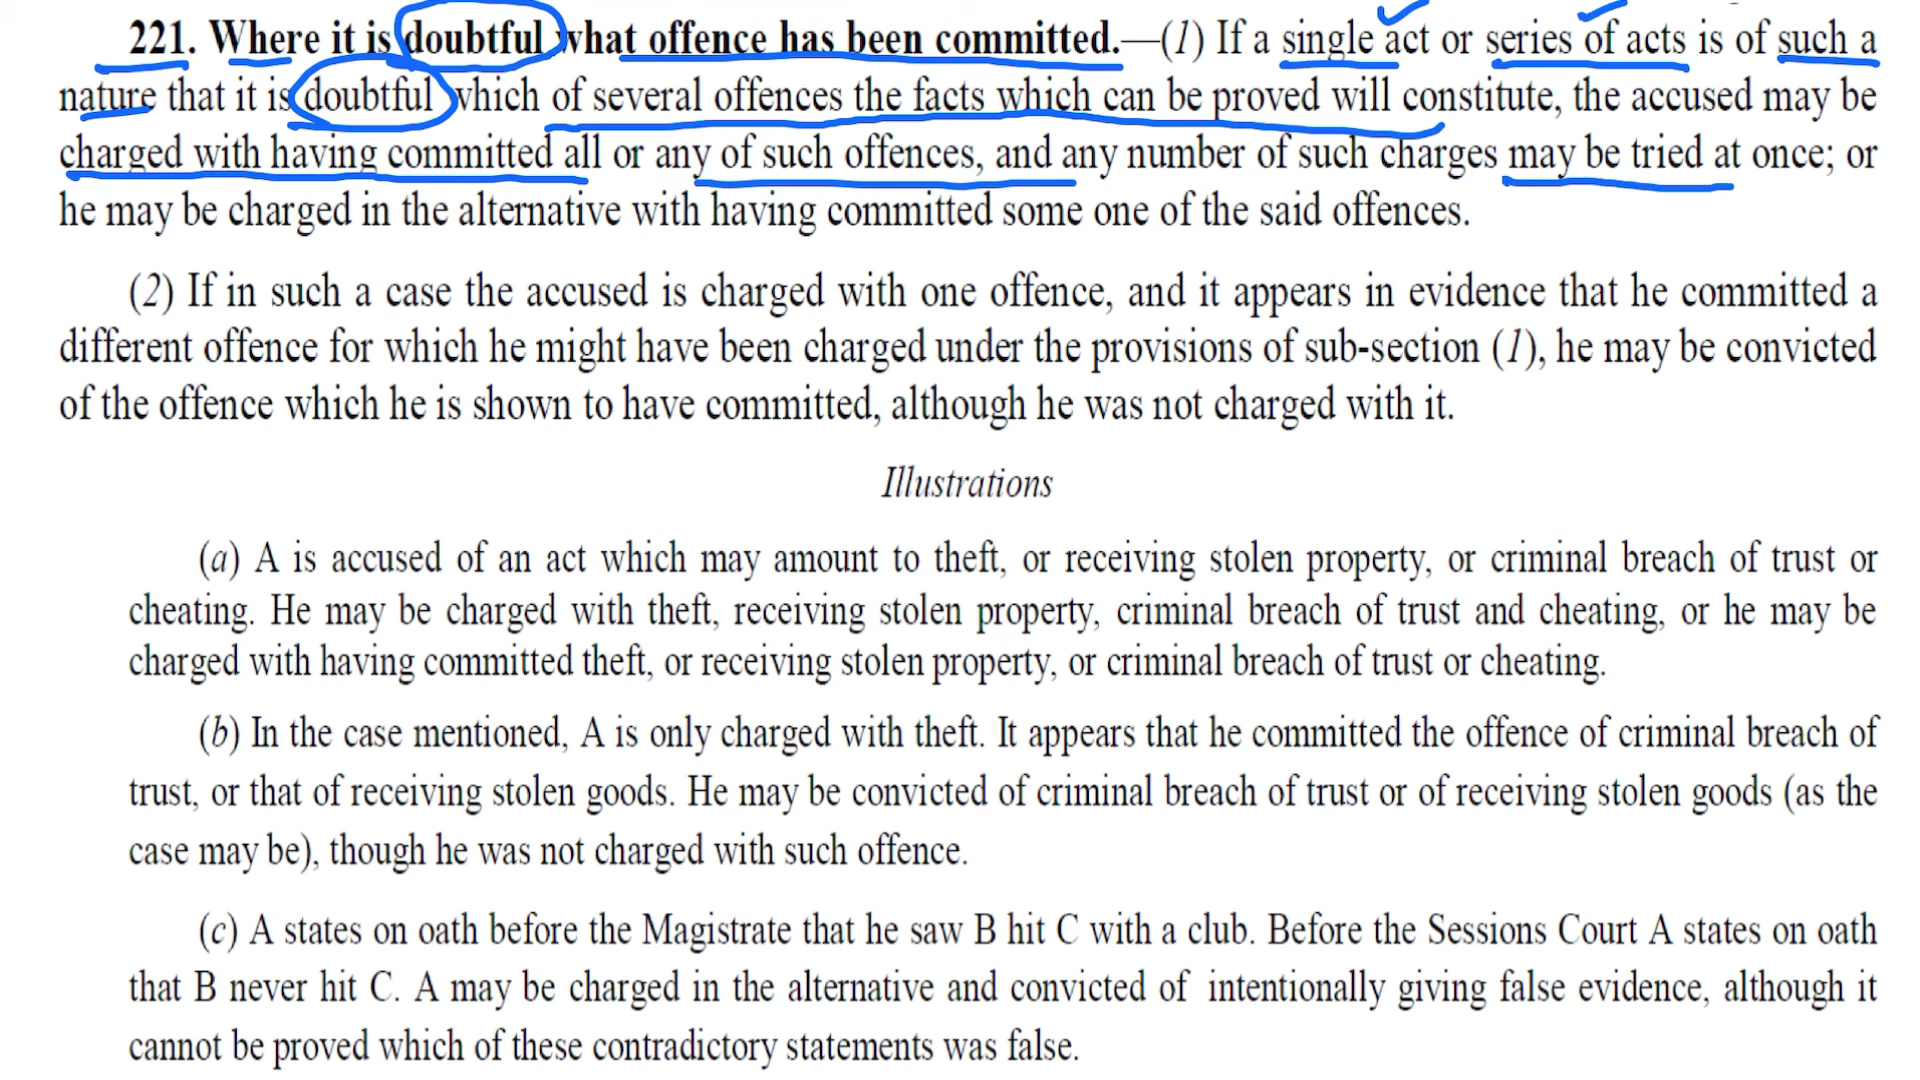 221. Where it is doubtful what offence has been committed.—(1) If a single act or series of acts is of such a
nature that it is doubtful which of several offences the facts which can be proved will constitute, the accused may be
charged with having committed all or any of such offences, and any number of such charges may be tried at once; or
he may be charged in the alternative with having committed some one of the said offences.
(2) If in such a case the accused is charged with one offence, and it appears in evidence that he committed a
different offence for which he might have been charged under the provisions of sub-section (1), he may be convicted
of the offence which he is shown to have committed, although he was not charged with it.
Illustrations
(a) A is accused of an act which may amount to theft, or receiving stolen property, or criminal breach of trust or
cheating. He may be charged with theft, receiving stolen property, criminal breach of trust and cheating, or he may be
charged with having committed theft, or receiving stolen property, or criminal breach of trust or cheating.
(b) In the case mentioned, A is only charged with theft. It appears that he committed the offence of criminal breach of
trust, or that of receiving stolen goods. He may be convicted of criminal breach of trust or of receiving stolen goods (as the
case may be), though he was not charged with such offence.
(c) A states on oath before the Magistrate that he saw B hit C with a club. Before the Sessions Court A states on oath
that B never hit C. A may be charged in the alternative and convicted of intentionally giving false evidence, although it
cannot be proved which of these contradictory statements was false.